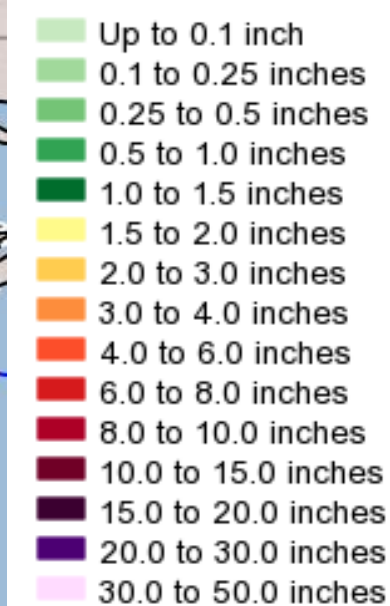 Up to 0.1 inch
0.1 to 0.25 inches
0.25 to 0.5 inches
0.5 to 1.0 inches
1.0 to 1.5 inches
1.5 to 2.0 inches
2.0 to 3.0 inches
3.0 to 4.0 inches
4.0 to 6.0 inches
6.0 to 8.0 inches
8.0 to 10.0 inches
10.0 to 15.0 inches
15.0 to 20.0 inches
20.0 to 30.0 inches
30.0 to 50.0 inches